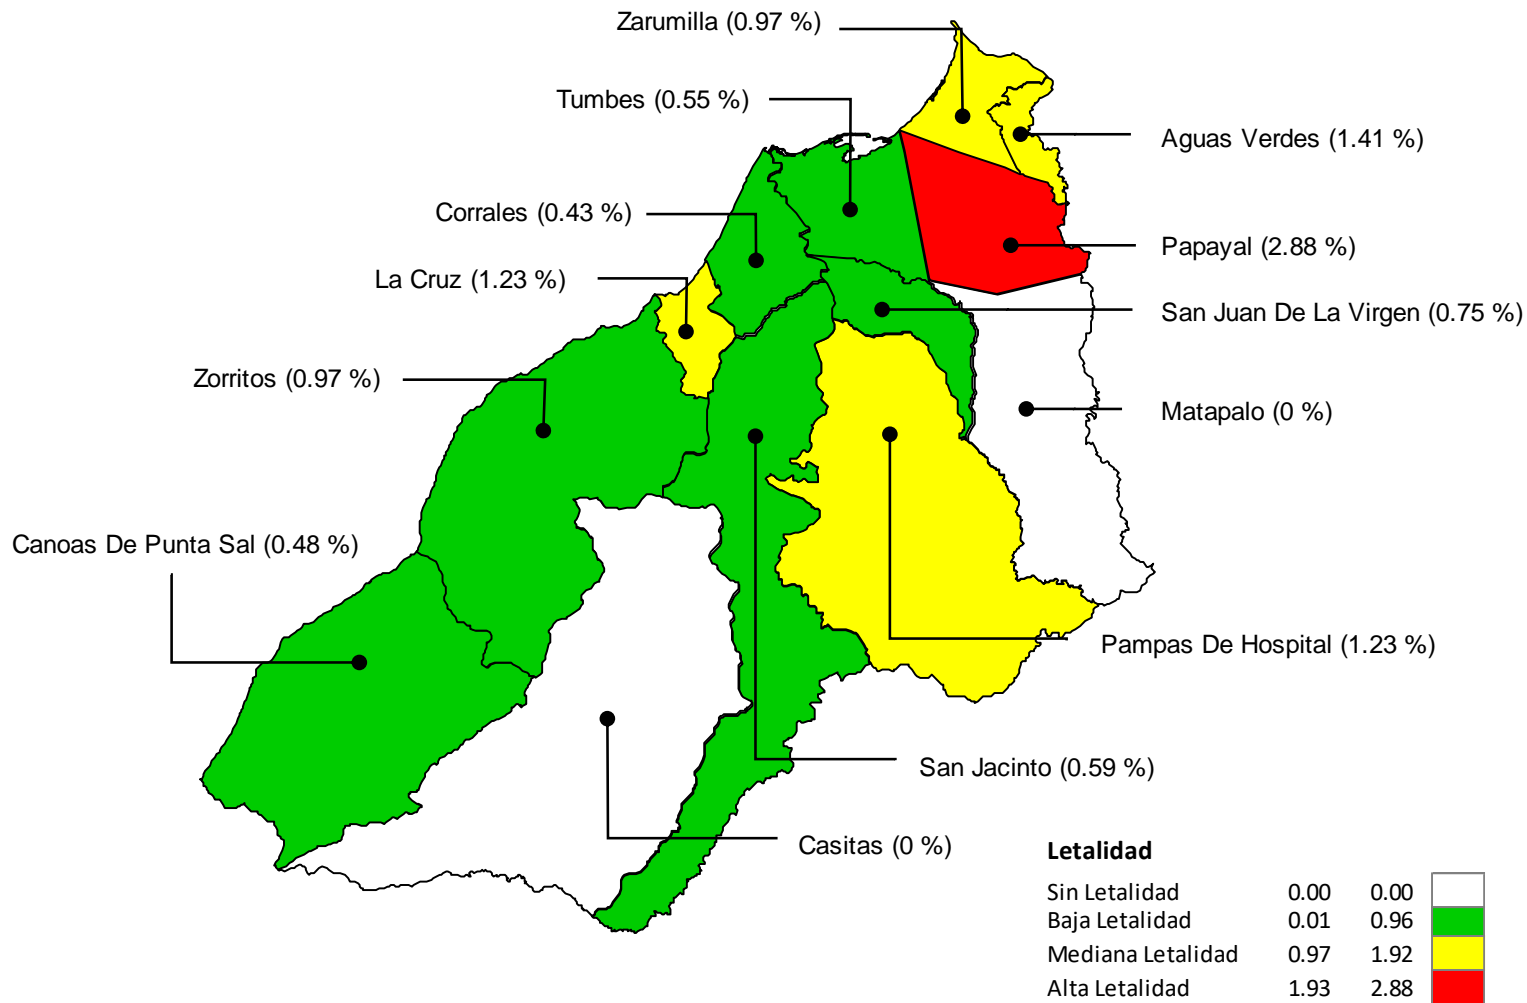 Zarumilla (0.97 %)
Tumbes (0.55 %)
Aguas Verdes (1.41 %)
Corrales (0.43 %)
Papayal (2.88 %)
La Cruz (1.23 %)
San Juan De La Virgen (0.75 %)
Zorritos (0.97 %)
Matapalo (0 %)
Canoas De Punta Sal (0.48 %)
Pampas De Hospital (1.23 %)
San Jacinto (0.59 %)
Casitas (0 %)
Letalidad
Sin Letalidad 0.00 0.00
Baja Letalidad 0.01 0.96
Mediana Letalidad 0.97 1.92
Alta Letalidad 1.93 2.88